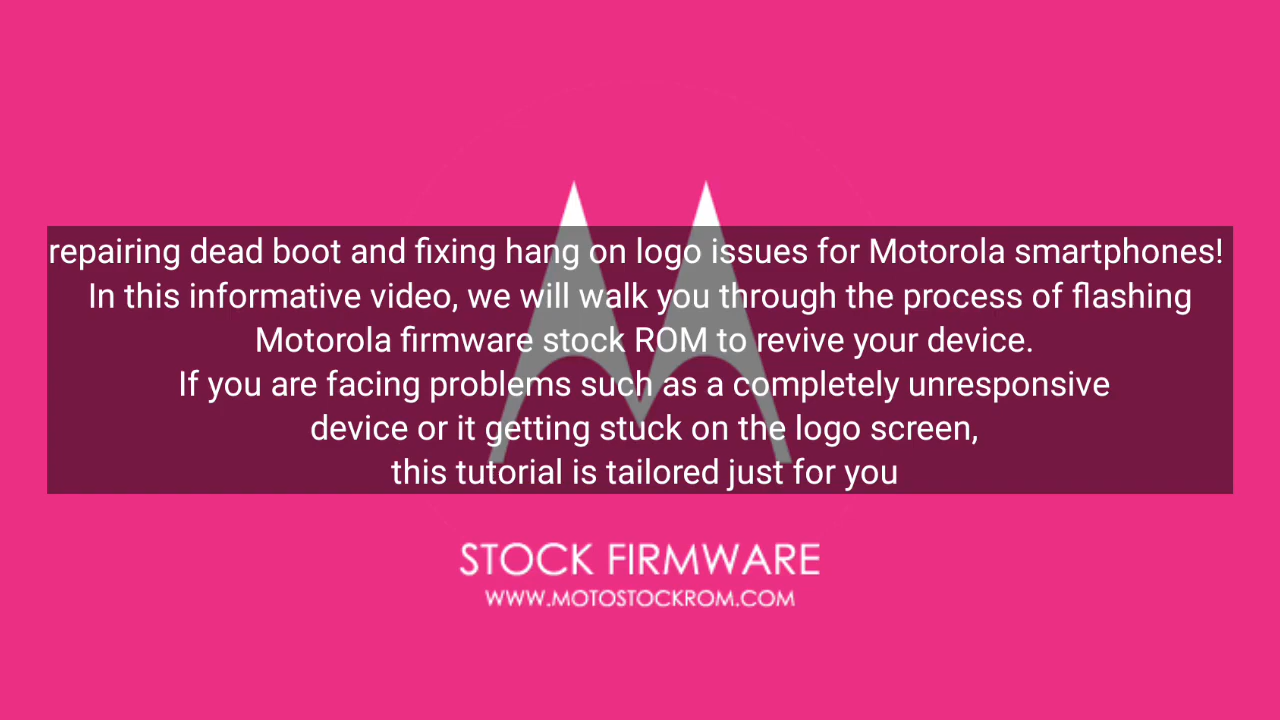 repairing dead boot and fixing hang on logo issues for Motorola smartphones!
In this informative video, we will walk you through the process of flashing
Motorola firmware stock ROM to revive your device.
If you are facing problems such as a completely unresponsive
device or it getting stuck on the logo screen,
this tutorial is tailored just for you
STOCK FIRMWARE
WWW.MOTOSTOCKROM.COM